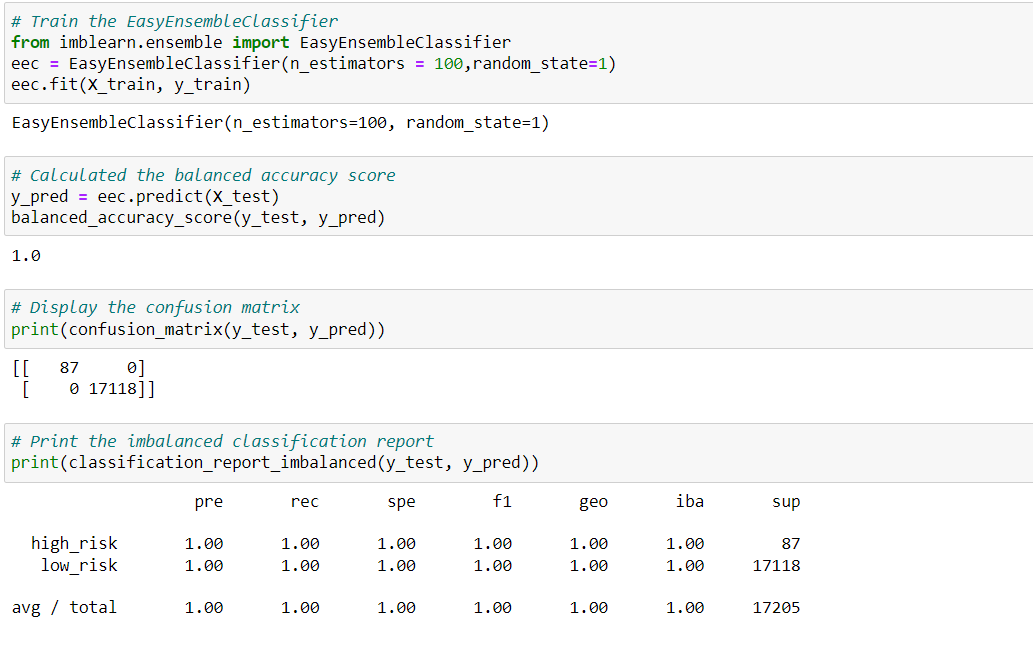 # Train the EasyEnsembleClassifier
from imblearn.ensemble import EasyEnsembleClassifier
eec = EasyEnsembleClassifier(n_estimators = 100,random_state=1)
eec.fit(X_train, y_train)
EasyEnsembleClassifier(n_estimators=100, random_state=1)
# Calculated the balanced accuracy score
y_pred = eec.predict(X_test)
balanced_accuracy_score(y_test, y_pred)
1.0
# Display the confusion matrix
print(confusion_matrix(y_test, y_pred))
[[   87     0]
 [    0 17118]]
# Print the imbalanced classification report
print(classification_report_imbalanced(y_test, y_pred))
                   pre       rec       spe        f1       geo       iba       sup
  high_risk       1.00      1.00      1.00      1.00      1.00      1.00        87
   low_risk       1.00      1.00      1.00      1.00      1.00      1.00     17118
avg / total       1.00      1.00      1.00      1.00      1.00      1.00     17205